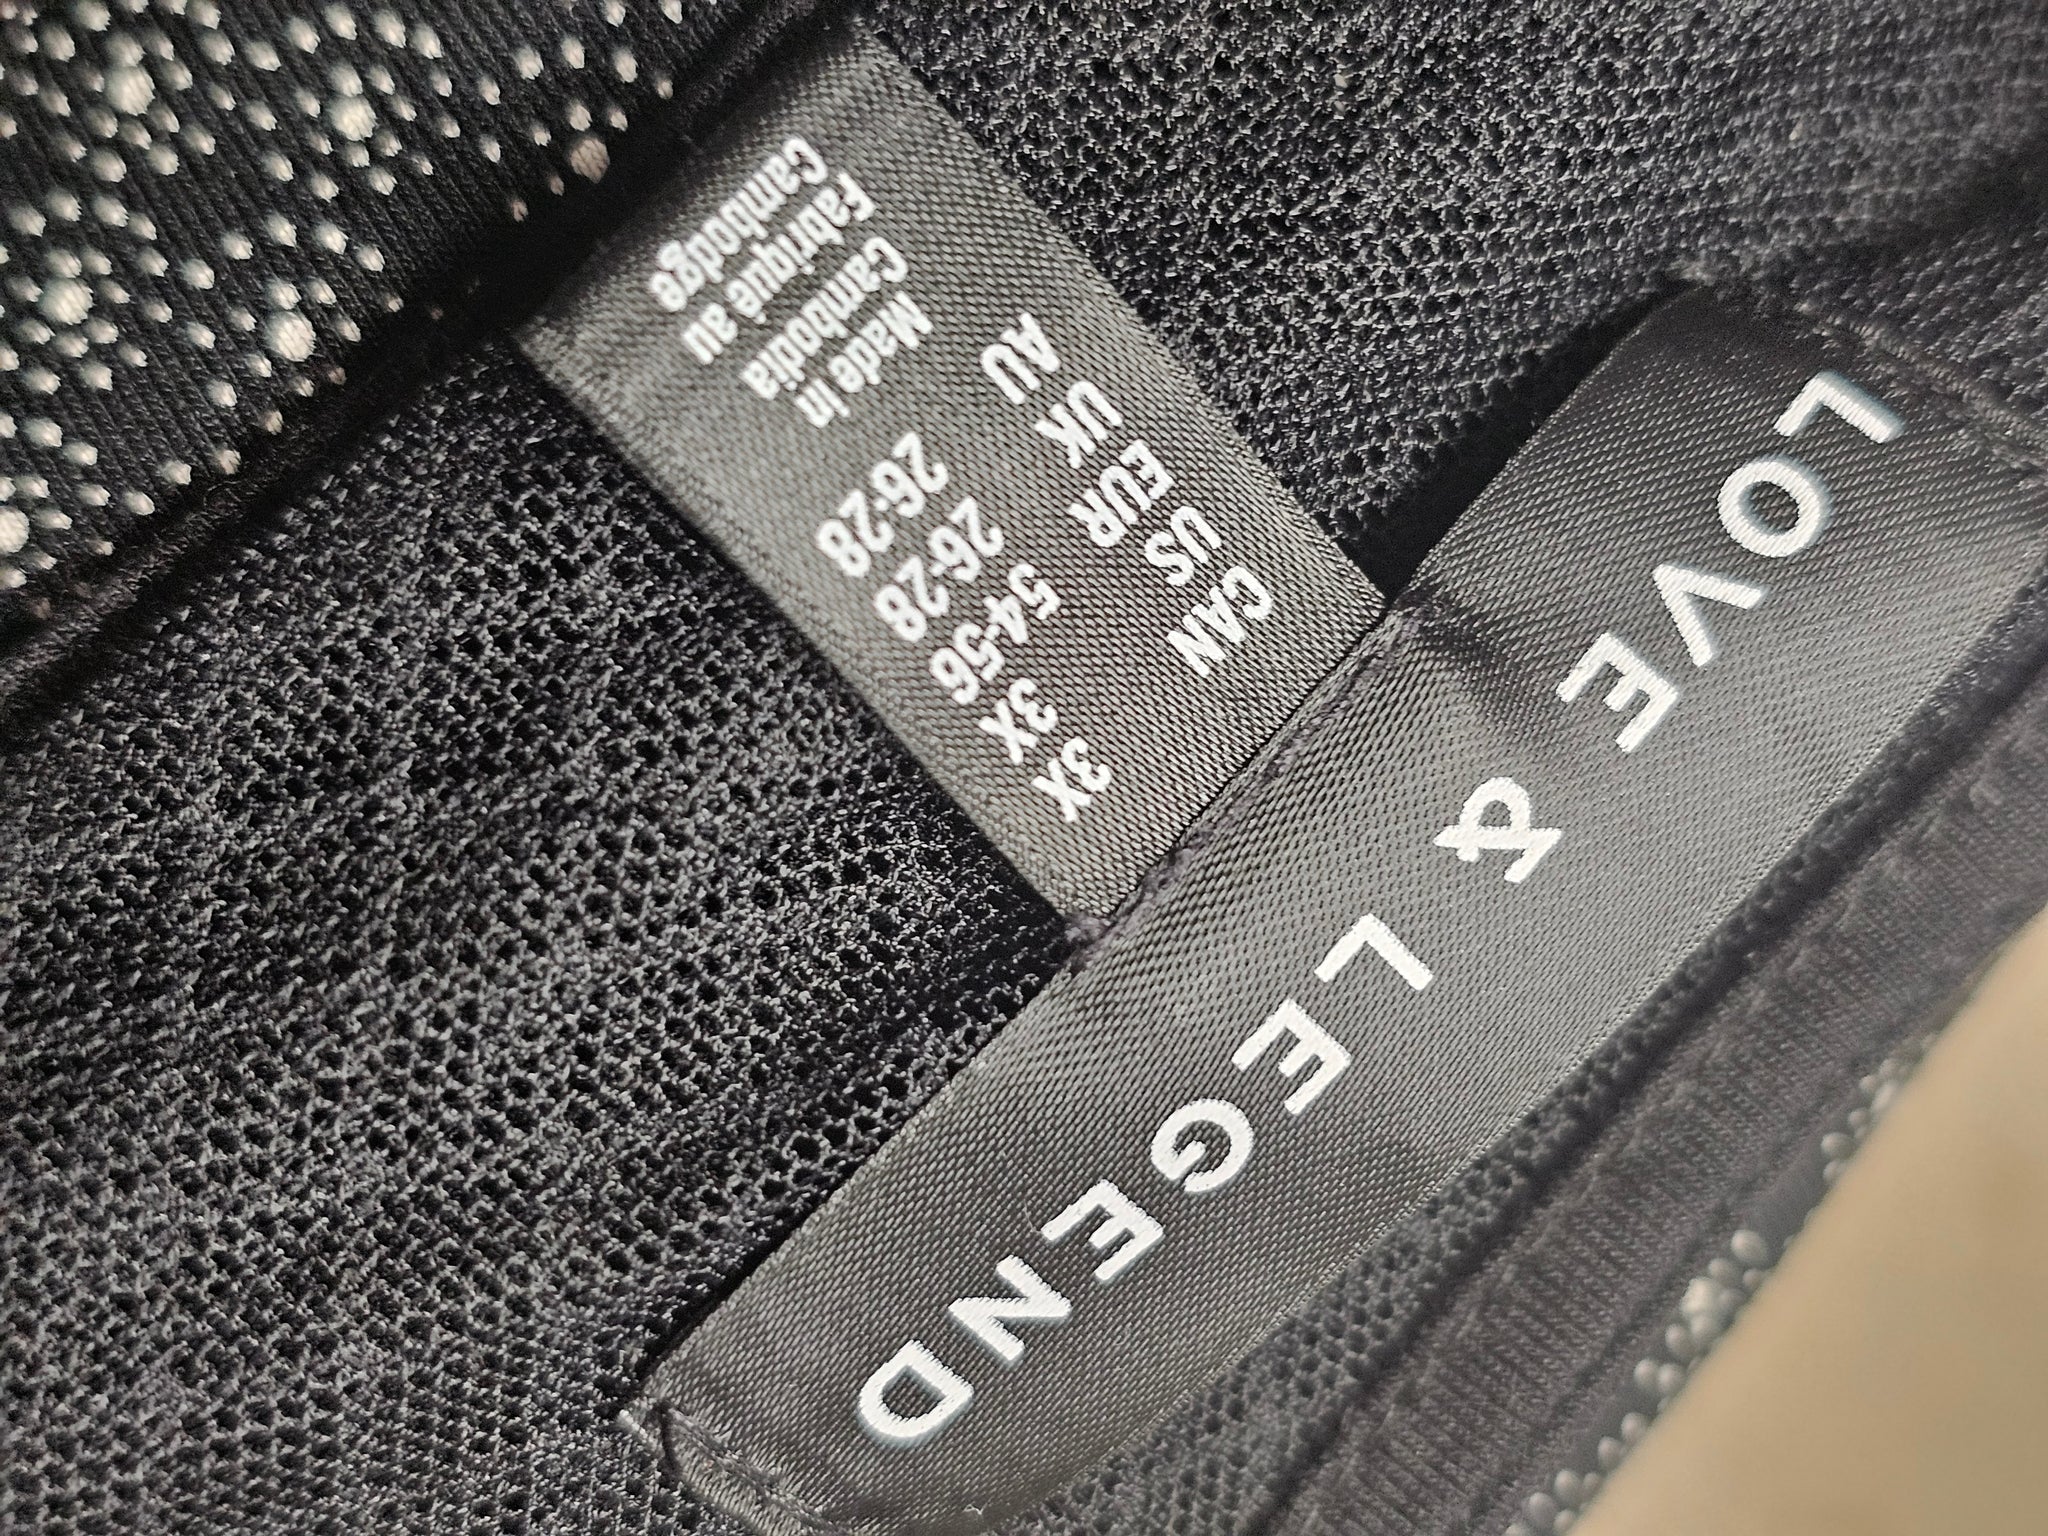 LOVE & LEGEND
CAN 3X
US 3X
EUR 54-56
UK 26-28
AU 26-28
Made in
Cambodia
Fabriqué au
Cambodge